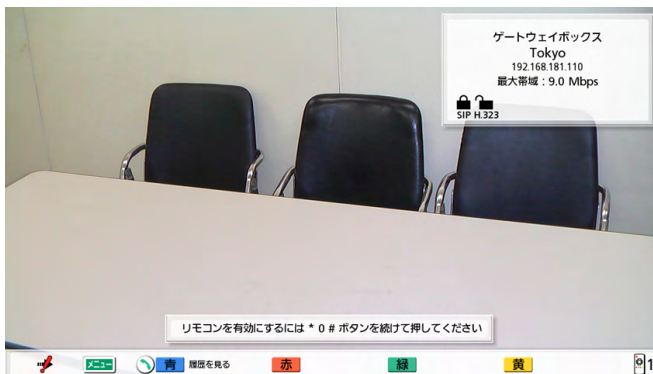 ゲートウェイボックス
Tokyo
192.168.181.110
最大帯域：9.0 Mbps
SIP H.323
リモコンを有効にするには * 0 # ボタンを続けて押してください
メニュー 青 履歴を見る 赤 緑 黄 1